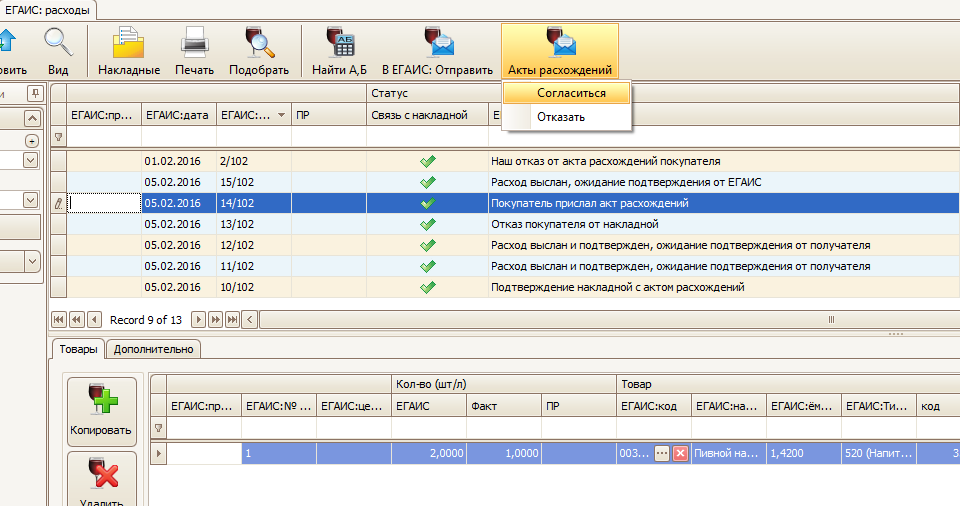 ЕГАИС: расходы
овить Вид Накладные Печать Подобрать Найти А,Б В ЕГАИС: Отправить Акты расхождений
Согласиться
Отказать
и Статус
ЕГАИС:пр... ЕГАИС:дата ЕГАИС:... ПР Связь с накладной
01.02.2016 2/102 Наш отказ от акта расхождений покупателя
05.02.2016 15/102 Расход выслан, ожидание подтверждения от ЕГАИС
05.02.2016 14/102 Покупатель прислал акт расхождений
05.02.2016 13/102 Отказ покупателя от накладной
05.02.2016 12/102 Расход выслан и подтвержден, ожидание подтверждения от получателя
05.02.2016 11/102 Расход выслан и подтвержден, ожидание подтверждения от получателя
05.02.2016 10/102 Подтверждение накладной с актом расхождений
Record 9 of 13
Товары Дополнительно
Кол-во (шт/л) Товар
ЕГАИС:пр... ЕГАИС:№ ... ЕГАИС:це... ЕГАИС Факт ПР ЕГАИС:код ЕГАИС:на... ЕГАИС:ём... ЕГАИС:Ти... код
Копировать
1 2,0000 1,0000 003... Пивной на... 1,4200 520 (Напит... 3
Удалить